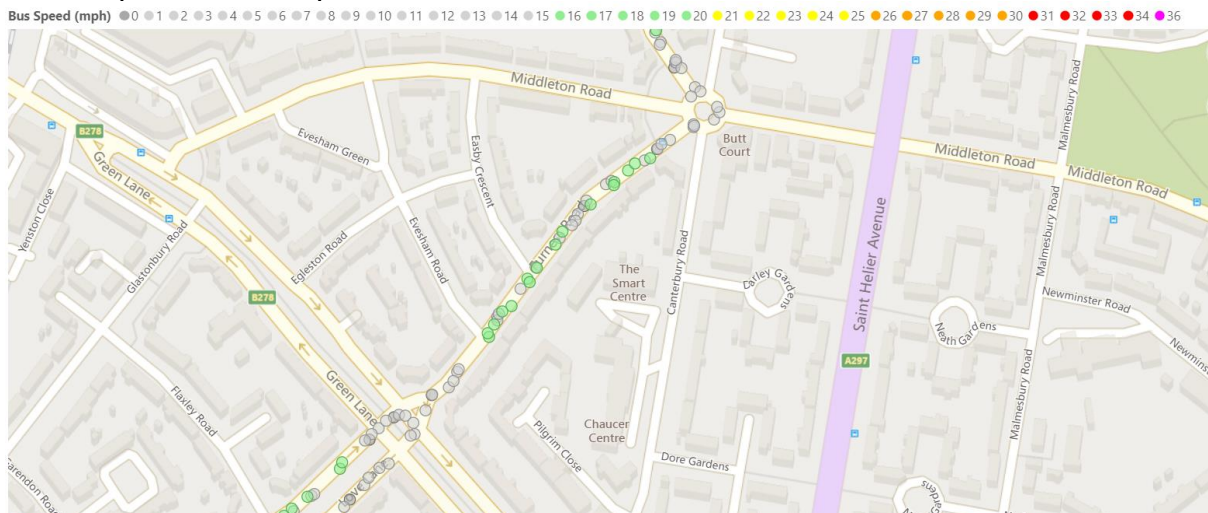 Bus Speed (mph) 0 1 2 3 4 5 6 7 8 9 10 11 12 13 14 15 16 17 18 19 20 21 22 23 24 25 26 27 28 29 30 31 32 33 34 36
Middleton Road
B278
Evesham Green
Easby Crescent
Butt
Court
Malmesbury Road
Middleton Road
Middleton Road
Green Lane
Yenston Close
Glastonbury Road
Egleston Road
Evesham Road
Canterbury Road
Saint Helier Avenue
Malmesbury Road
The
Smart
Centre
Darley Gardens
B278
Newminster Road
Neath Gardens
A297
Green Lane
Flaxley Road
Malmesbury Road
Chaucer
Centre
Pilgrim Close
Dore Gardens